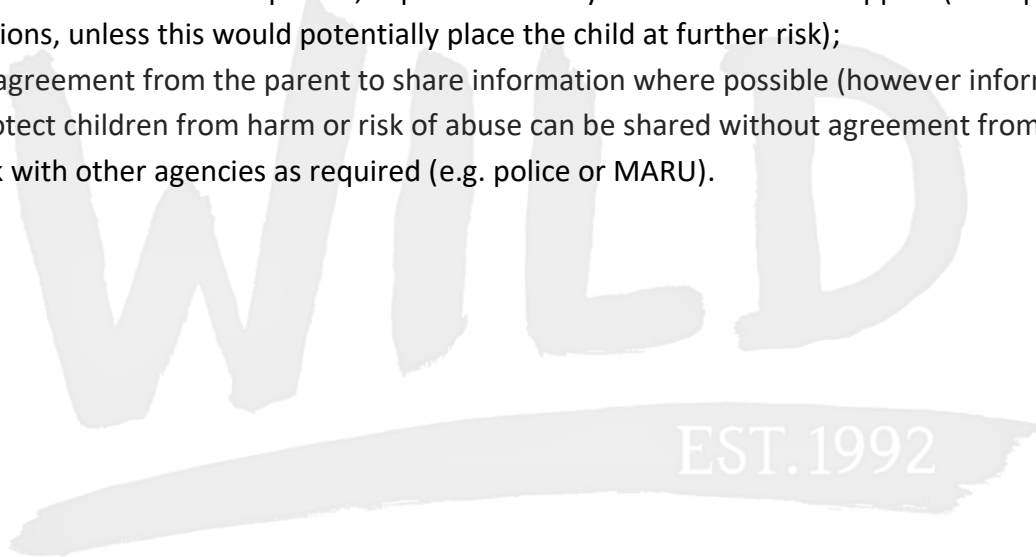 ions, unless this would potentially place the child at further risk);
agreement from the parent to share information where possible (however infor
otect children from harm or risk of abuse can be shared without agreement from
k with other agencies as required (e.g. police or MARU).
WILD
EST.1992